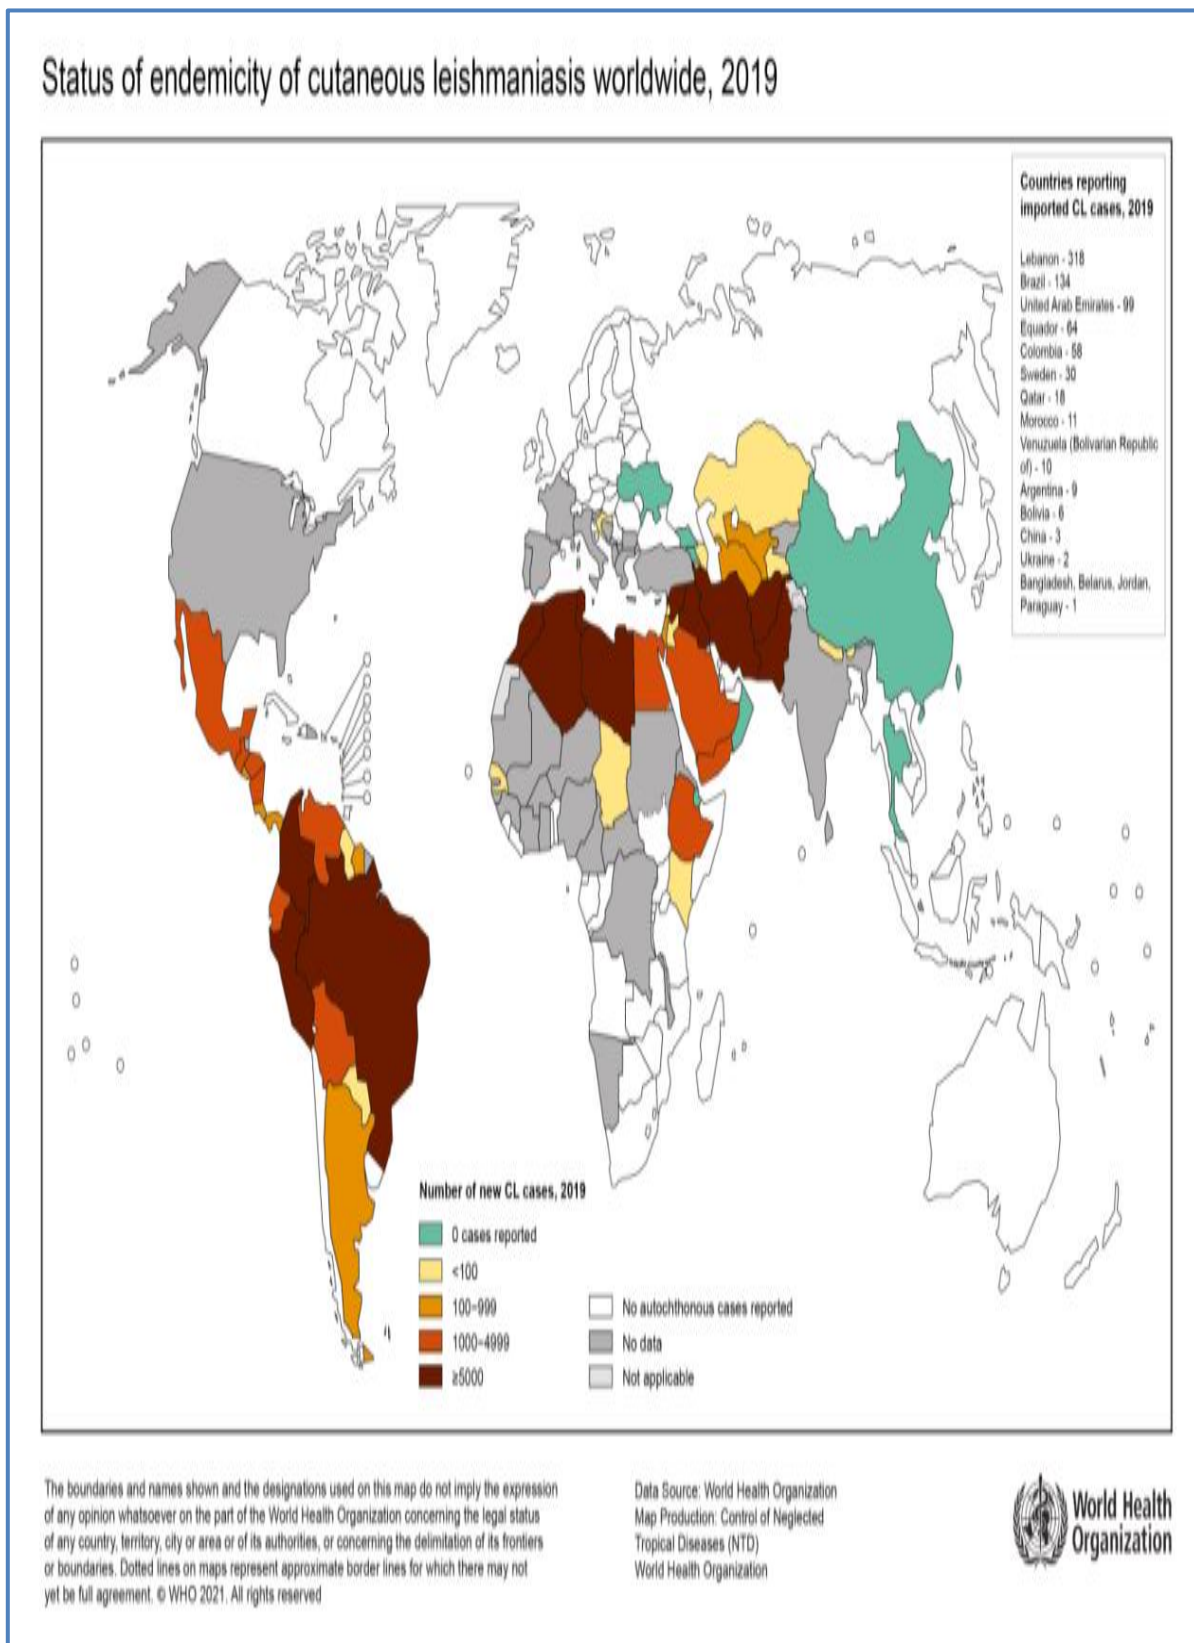 Status of endemicity of cutaneous leishmaniasis worldwide, 2019
Countries reporting
imported CL cases, 2019
Lebanon - 318
Brazil - 134
United Arab Emirates - 99
Equador - 64
Colombia - 58
Sweden - 30
Qatar - 18
Morocco - 11
Venuzuela (Bolivarian Republic
of) - 10
Argentina - 9
Bolivia - 6
China - 3
Ukraine - 2
Bangladesh, Belarus, Jordan,
Paraguay - 1
Number of new CL cases, 2019
0 cases reported
<100
100-999
1000-4999
≥5000
No autochthonous cases reported
No data
Not applicable
The boundaries and names shown and the designations used on this map do not imply the expression
of any opinion whatsoever on the part of the World Health Organization concerning the legal status
of any country, territory, city or area or of its authorities, or concerning the delimitation of its frontiers
or boundaries. Dotted lines on maps represent approximate border lines for which there may not
yet be full agreement. © WHO 2021. All rights reserved
Data Source: World Health Organization
Map Production: Control of Neglected
Tropical Diseases (NTD)
World Health Organization
World Health
Organization